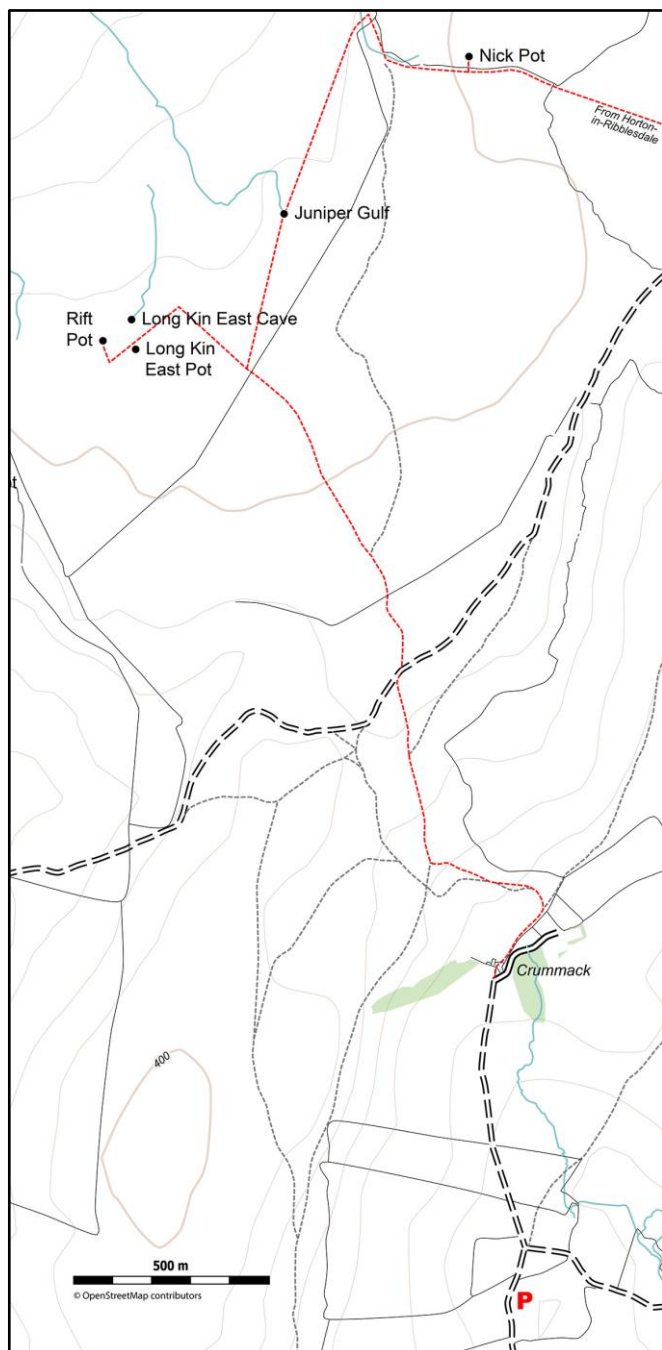 Nick Pot
From Horton-
in-Ribblesdale
Juniper Gulf
Rift
Pot
Long Kin East Cave
Long Kin
East Pot
Crummack
400
500 m
© OpenStreetMap contributors
P